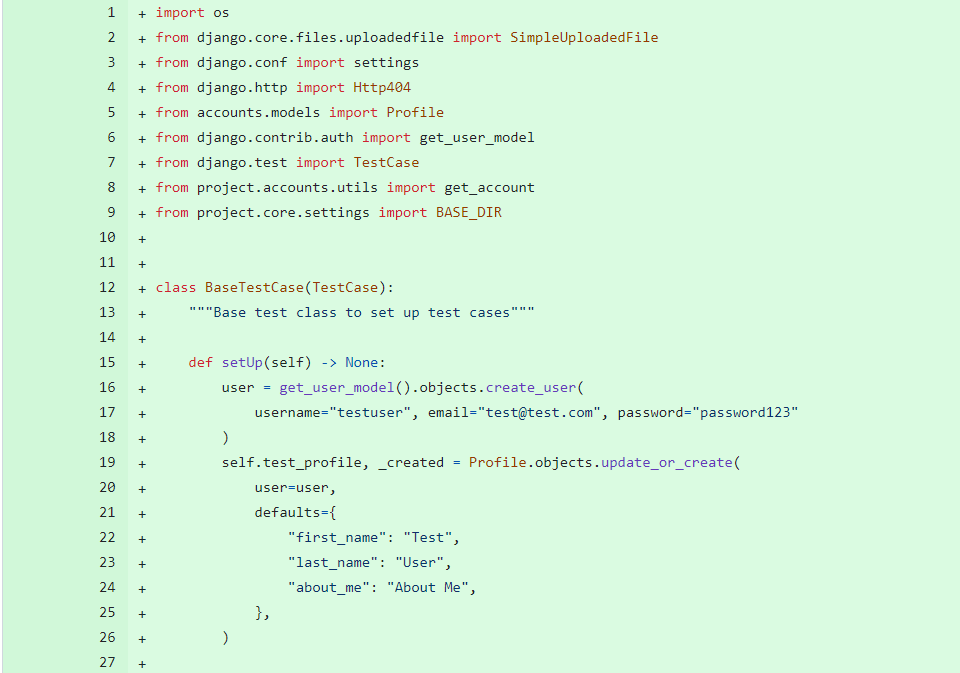 1 + import os
2 + from django.core.files.uploadedfile import SimpleUploadedFile
3 + from django.conf import settings
4 + from django.http import Http404
5 + from accounts.models import Profile
6 + from django.contrib.auth import get_user_model
7 + from django.test import TestCase
8 + from project.accounts.utils import get_account
9 + from project.core.settings import BASE_DIR
10 +
11 +
12 + class BaseTestCase(TestCase):
13 +     """Base test class to set up test cases"""
14 +
15 +     def setUp(self) -> None:
16 +         user = get_user_model().objects.create_user(
17 +             username="testuser", email="test@test.com", password="password123"
18 +         )
19 +         self.test_profile, _created = Profile.objects.update_or_create(
20 +             user=user,
21 +             defaults={
22 +                 "first_name": "Test",
23 +                 "last_name": "User",
24 +                 "about_me": "About Me",
25 +             },
26 +         )
27 +